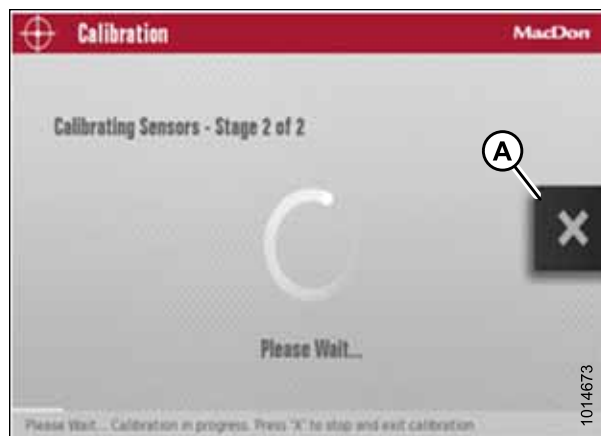 Calibration
MacDon
Calibrating Sensors - Stage 2 of 2
A
X
Please Wait...
Please Wait... Calibration in progress. Press "X" to stop and exit calibration
1014673